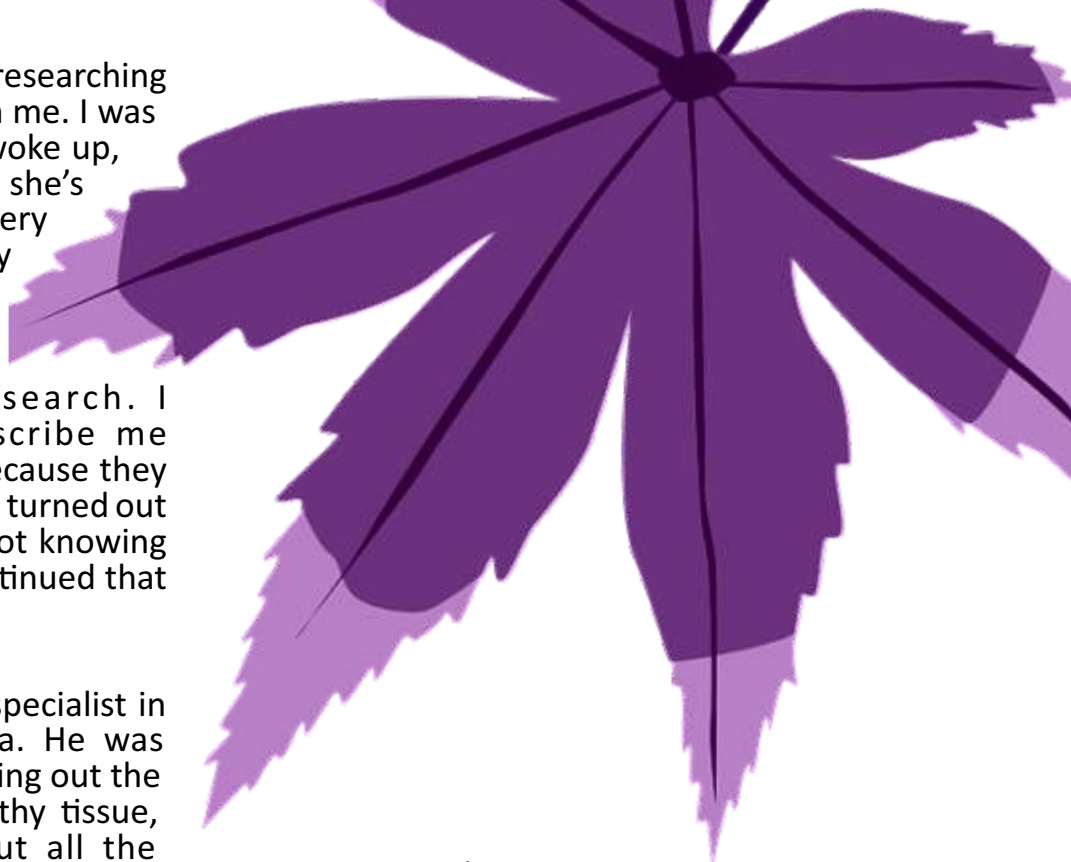 researching
me. I was
woke up,
she's
ery
y
search. I
scribe me
ecause they
turned out
ot knowing
tinued that
specialist in
a. He was
ing out the
thy tissue,
ut all the